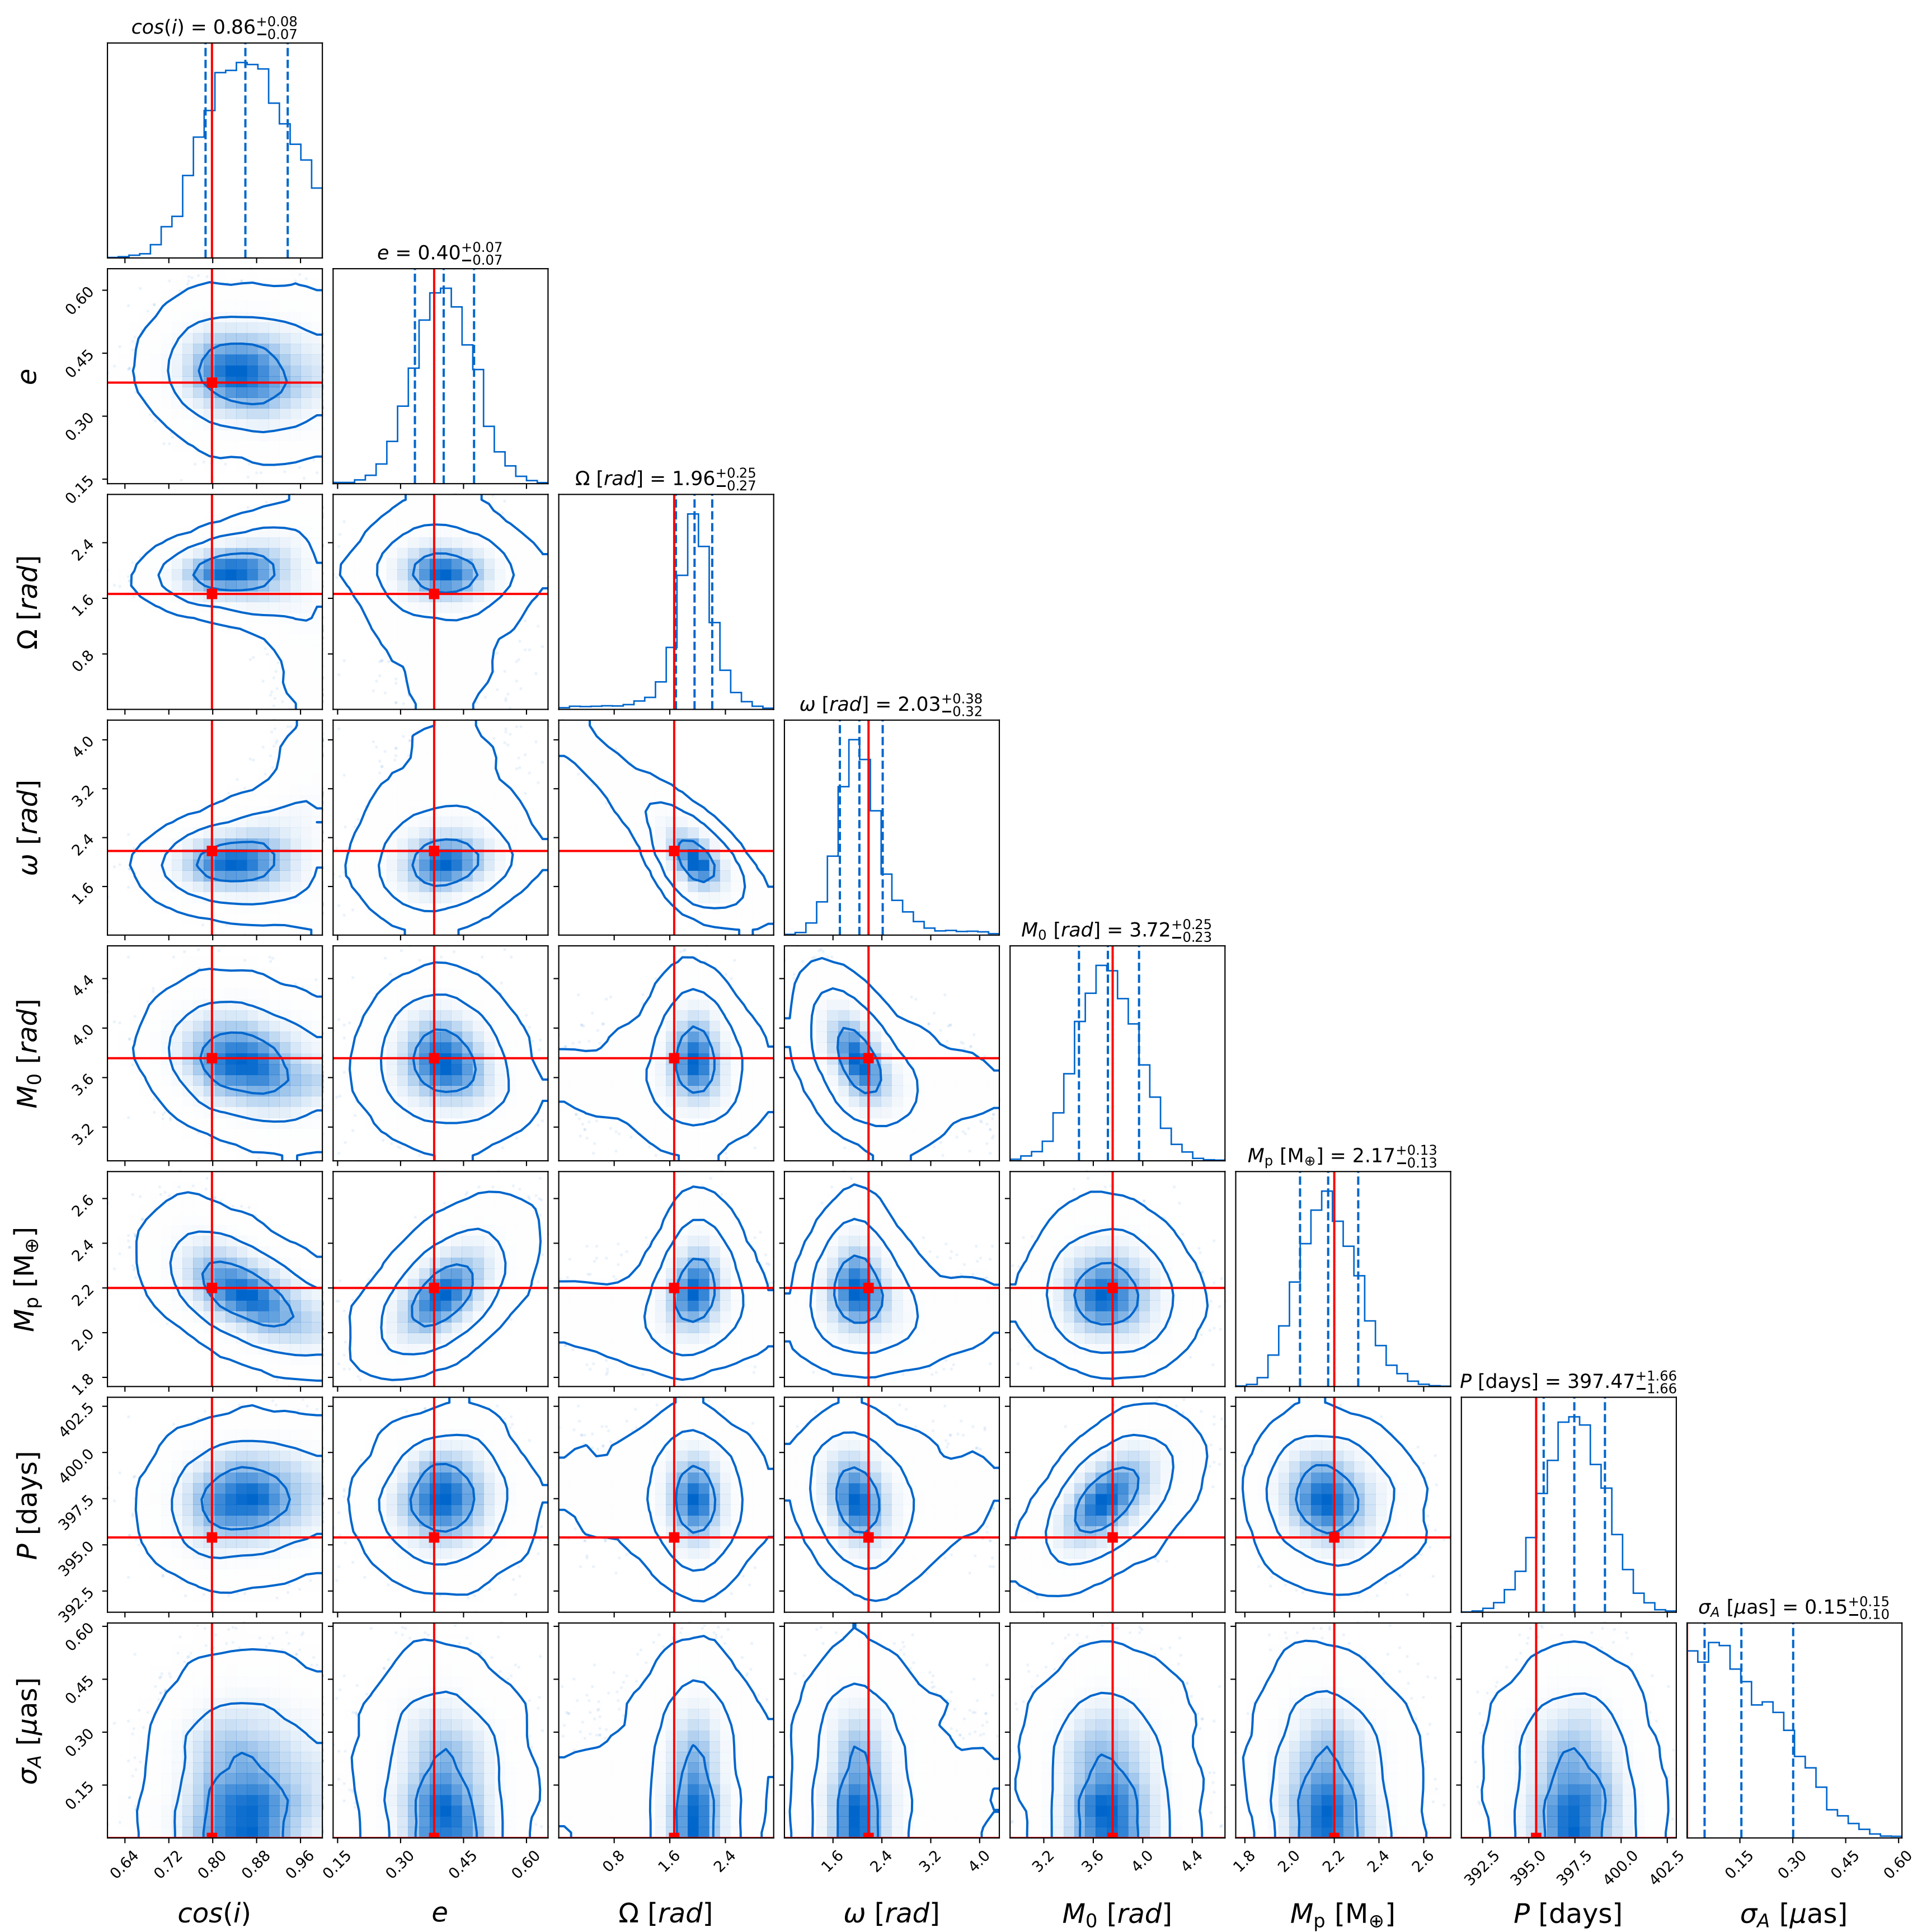 cos(i) = 0.86+0.08−0.07
e = 0.40+0.07−0.07
0.60
0.45
0.30
0.15
e
Ω [rad] = 1.96+0.25−0.27
2.4
1.6
0.8
Ω [rad]
ω [rad] = 2.03+0.38−0.32
4.0
3.2
2.4
1.6
ω [rad]
M0 [rad] = 3.72+0.25−0.23
4.4
4.0
3.6
3.2
M0 [rad]
Mp [M⊕] = 2.17+0.13−0.13
2.6
2.4
2.2
2.0
1.8
Mp [M⊕]
P [days] = 397.47+1.66−1.66
402.5
400.0
397.5
395.0
392.5
P [days]
σA [μas] = 0.15+0.15−0.10
0.60
0.45
0.30
0.15
σA [μas]
0.64 0.72 0.80 0.88 0.96 0.15 0.30 0.45 0.60 0.8 1.6 2.4 1.6 2.4 3.2 4.0 3.2 3.6 4.0 4.4 1.8 2.0 2.2 2.4 2.6 392.5 395.0 397.5 400.0 402.5 0.15 0.30 0.45 0.60
cos(i) e Ω [rad] ω [rad] M0 [rad] Mp [M⊕] P [days] σA [μas]